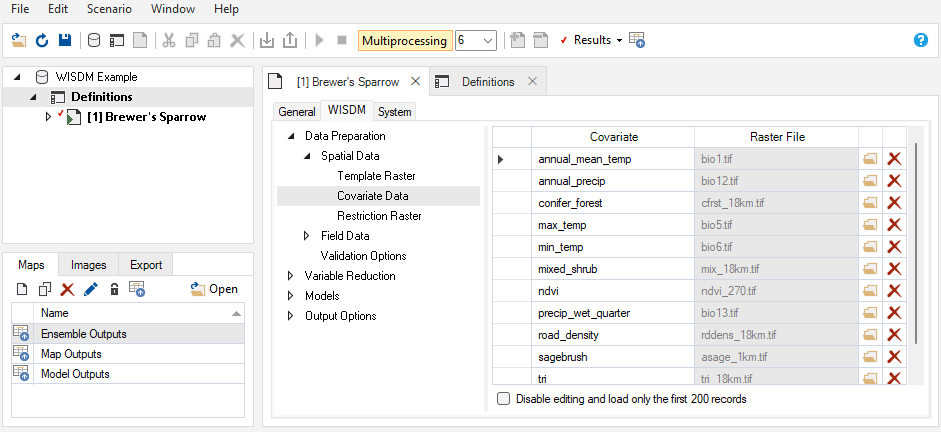 File Edit Scenario Window Help
Multiprocessing 6 Results
WISDM Example
Definitions
[1] Brewer's Sparrow
Maps Images Export
Open
Name
Ensemble Outputs
Map Outputs
Model Outputs
[1] Brewer's Sparrow Definitions
General WISDM System
Data Preparation
Spatial Data
Template Raster
Covariate Data
Restriction Raster
Field Data
Validation Options
Variable Reduction
Models
Output Options
Covariate Raster File
annual_mean_temp bio1.tif
annual_precip bio12.tif
conifer_forest cfrst_18km.tif
max_temp bio5.tif
min_temp bio6.tif
mixed_shrub mix_18km.tif
ndvi ndvi_270.tif
precip_wet_quarter bio13.tif
road_density rddens_18km.tif
sagebrush asage_1km.tif
tri tri_18km.tif
Disable editing and load only the first 200 records